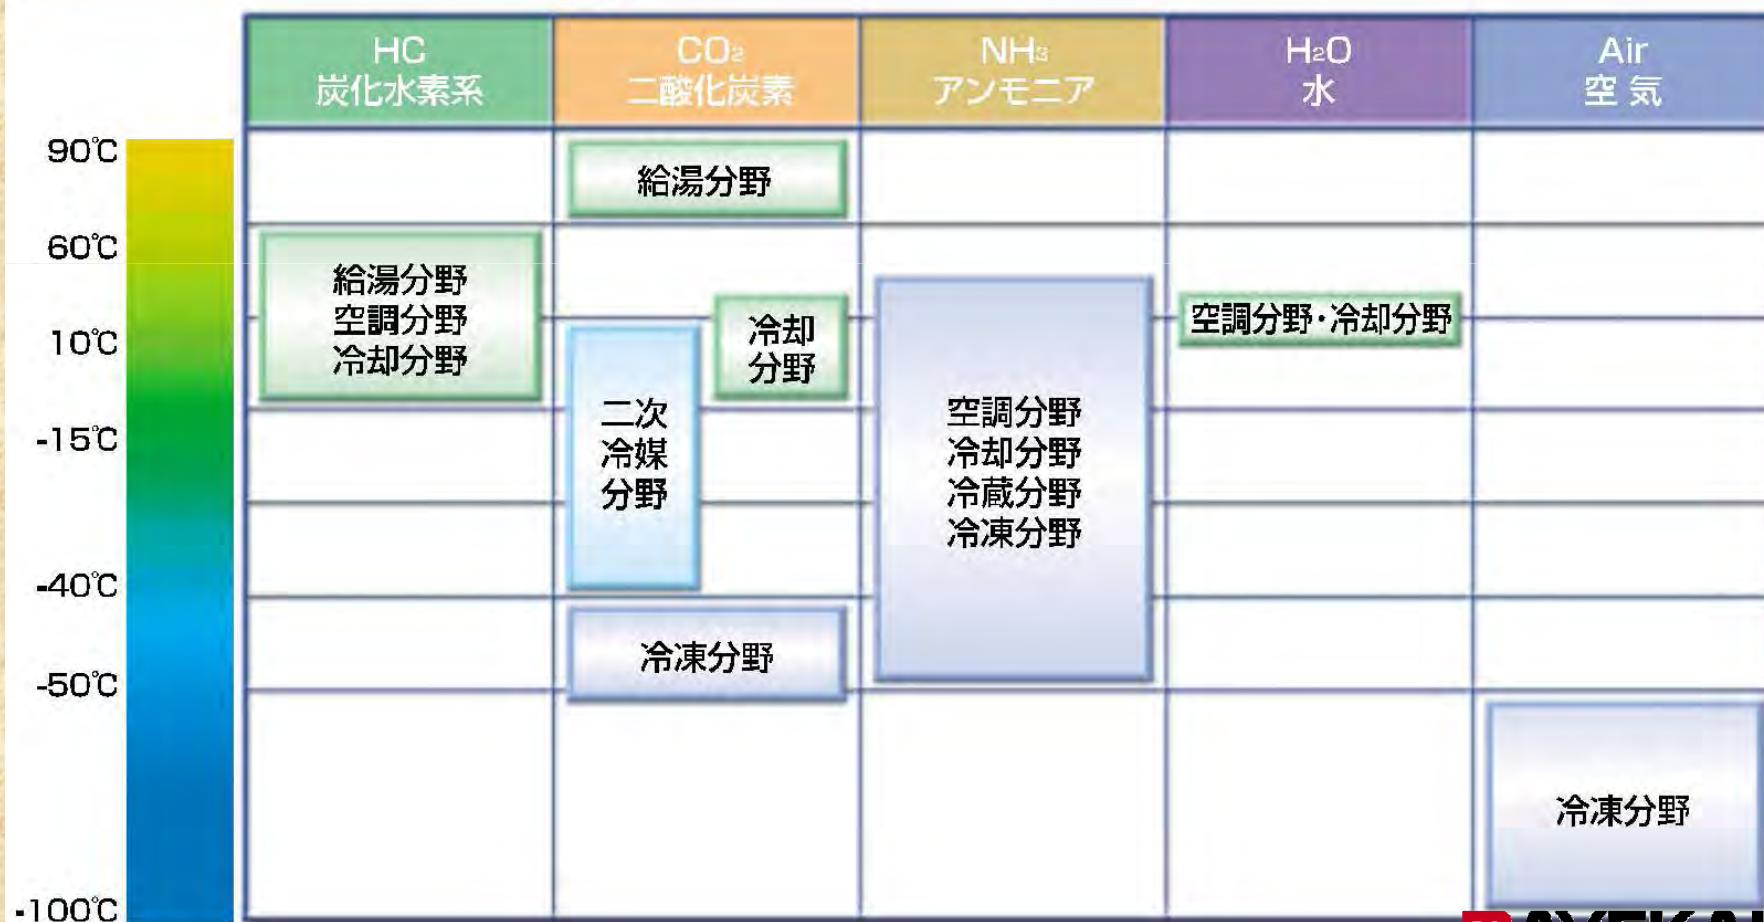 HC
炭化水素系
CO₂
二酸化炭素
NH₃
アンモニア
H₂O
水
Air
空気
90℃
60℃
10℃
-15℃
-40℃
-50℃
-100℃
給湯分野
空調分野
冷却分野
給湯分野
冷却
分野
二次
冷媒
分野
冷凍分野
空調分野
冷却分野
冷蔵分野
冷凍分野
空調分野・冷却分野
冷凍分野